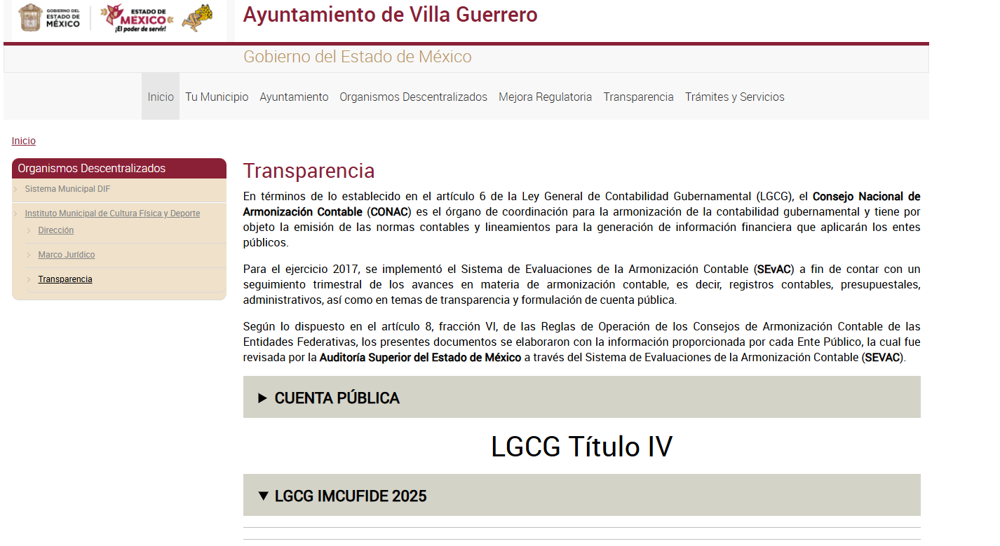 GOBIERNO DEL
ESTADO DE
MÉXICO
ESTADO DE
MÉXICO
¡El poder de servir!
Ayuntamiento de Villa Guerrero
Gobierno del Estado de México
Inicio Tu Municipio Ayuntamiento Organismos Descentralizados Mejora Regulatoria Transparencia Trámites y Servicios
Inicio
Organismos Descentralizados
Sistema Municipal DIF
Instituto Municipal de Cultura Física y Deporte
Dirección
Marco Jurídico
Transparencia
Transparencia
En términos de lo establecido en el artículo 6 de la Ley General de Contabilidad Gubernamental (LGCG), el Consejo Nacional de
Armonización Contable (CONAC) es el órgano de coordinación para la armonización de la contabilidad gubernamental y tiene por
objeto la emisión de las normas contables y lineamientos para la generación de información financiera que aplicarán los entes
públicos.
Para el ejercicio 2017, se implementó el Sistema de Evaluaciones de la Armonización Contable (SEvAC) a fin de contar con un
seguimiento trimestral de los avances en materia de armonización contable, es decir, registros contables, presupuestales,
administrativos, así como en temas de transparencia y formulación de cuenta pública.
Según lo dispuesto en el artículo 8, fracción VI, de las Reglas de Operación de los Consejos de Armonización Contable de las
Entidades Federativas, los presentes documentos se elaboraron con la información proporcionada por cada Ente Público, la cual fue
revisada por la Auditoría Superior del Estado de México a través del Sistema de Evaluaciones de la Armonización Contable (SEVAC).
CUENTA PÚBLICA
LGCG Título IV
LGCG IMCUFIDE 2025